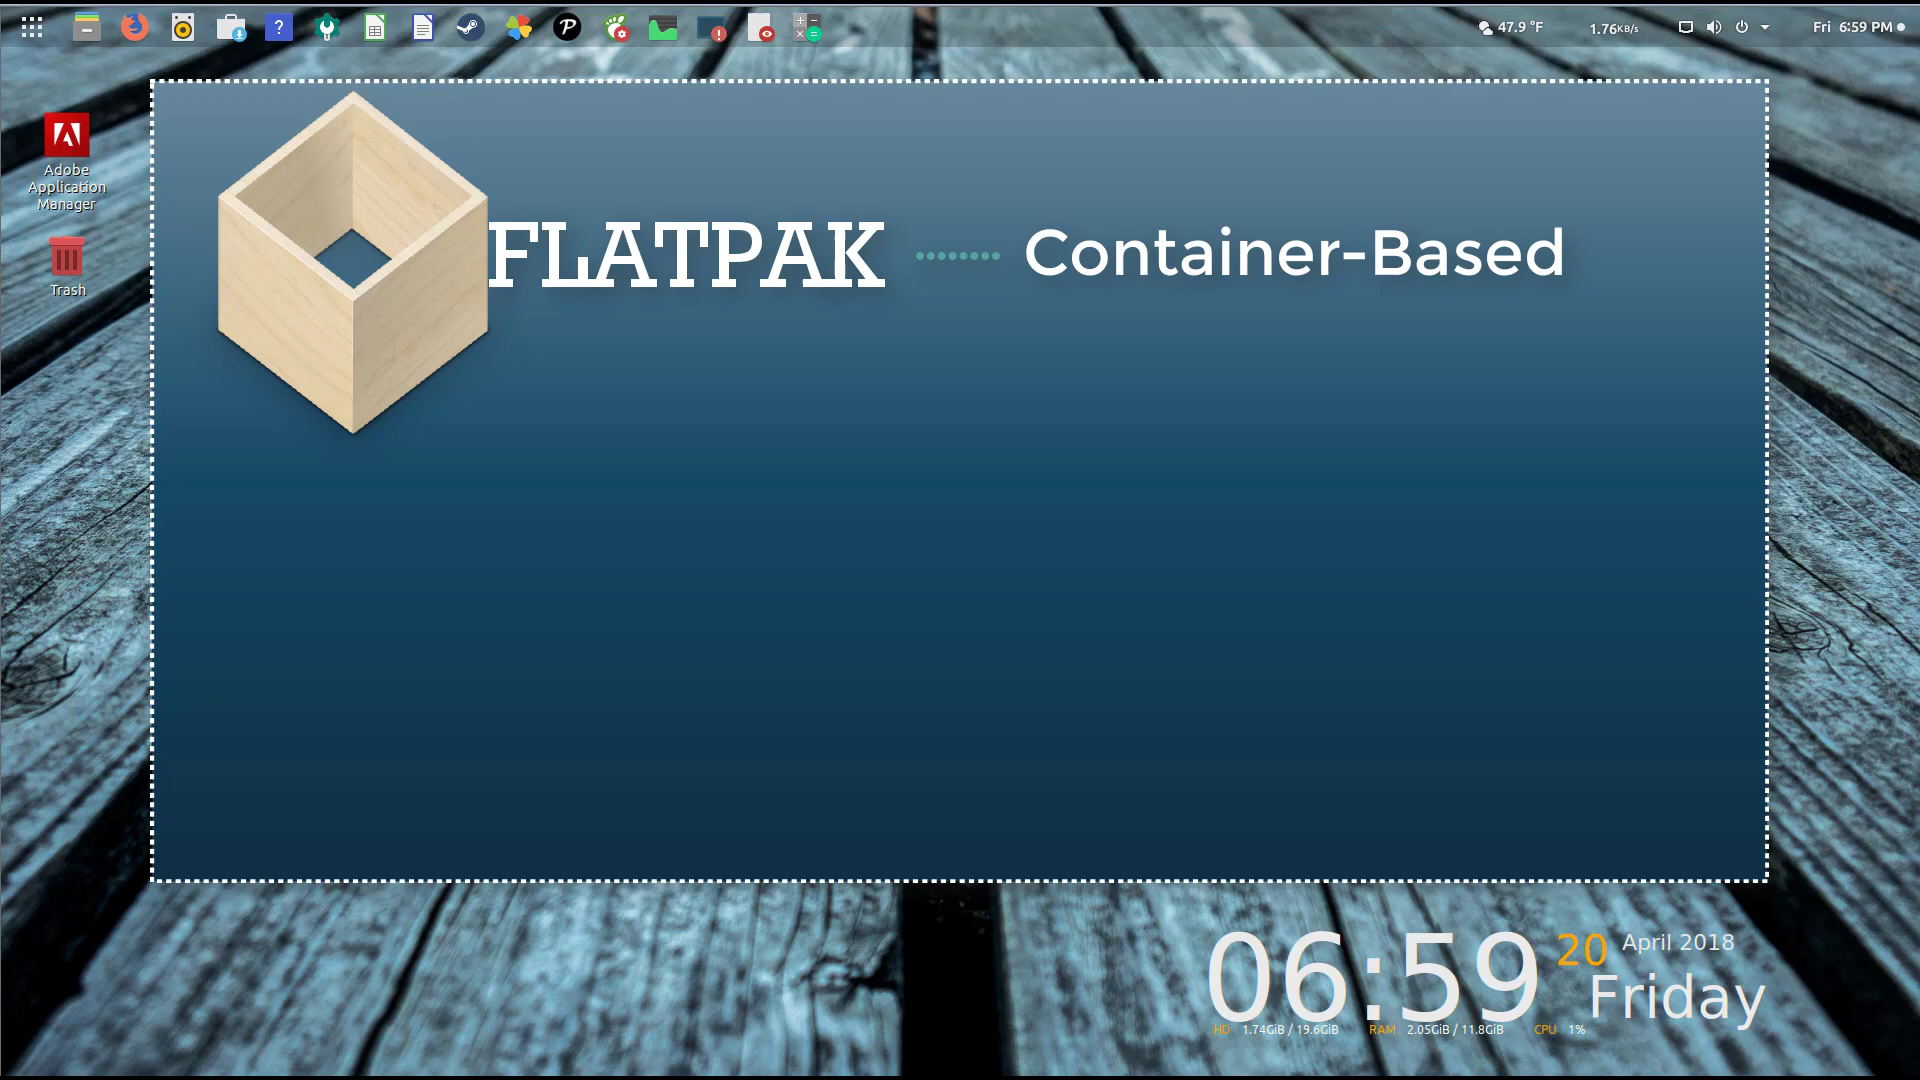 47.9 °F
1.76KB/s
Fri 6:59 PM
Adobe
Application
Manager
Trash
FLATPAK
Container-Based
06:59
20 April 2018
Friday
HD 1.74GiB / 19.6GiB RAM 2.05GiB / 11.8GiB CPU 1%